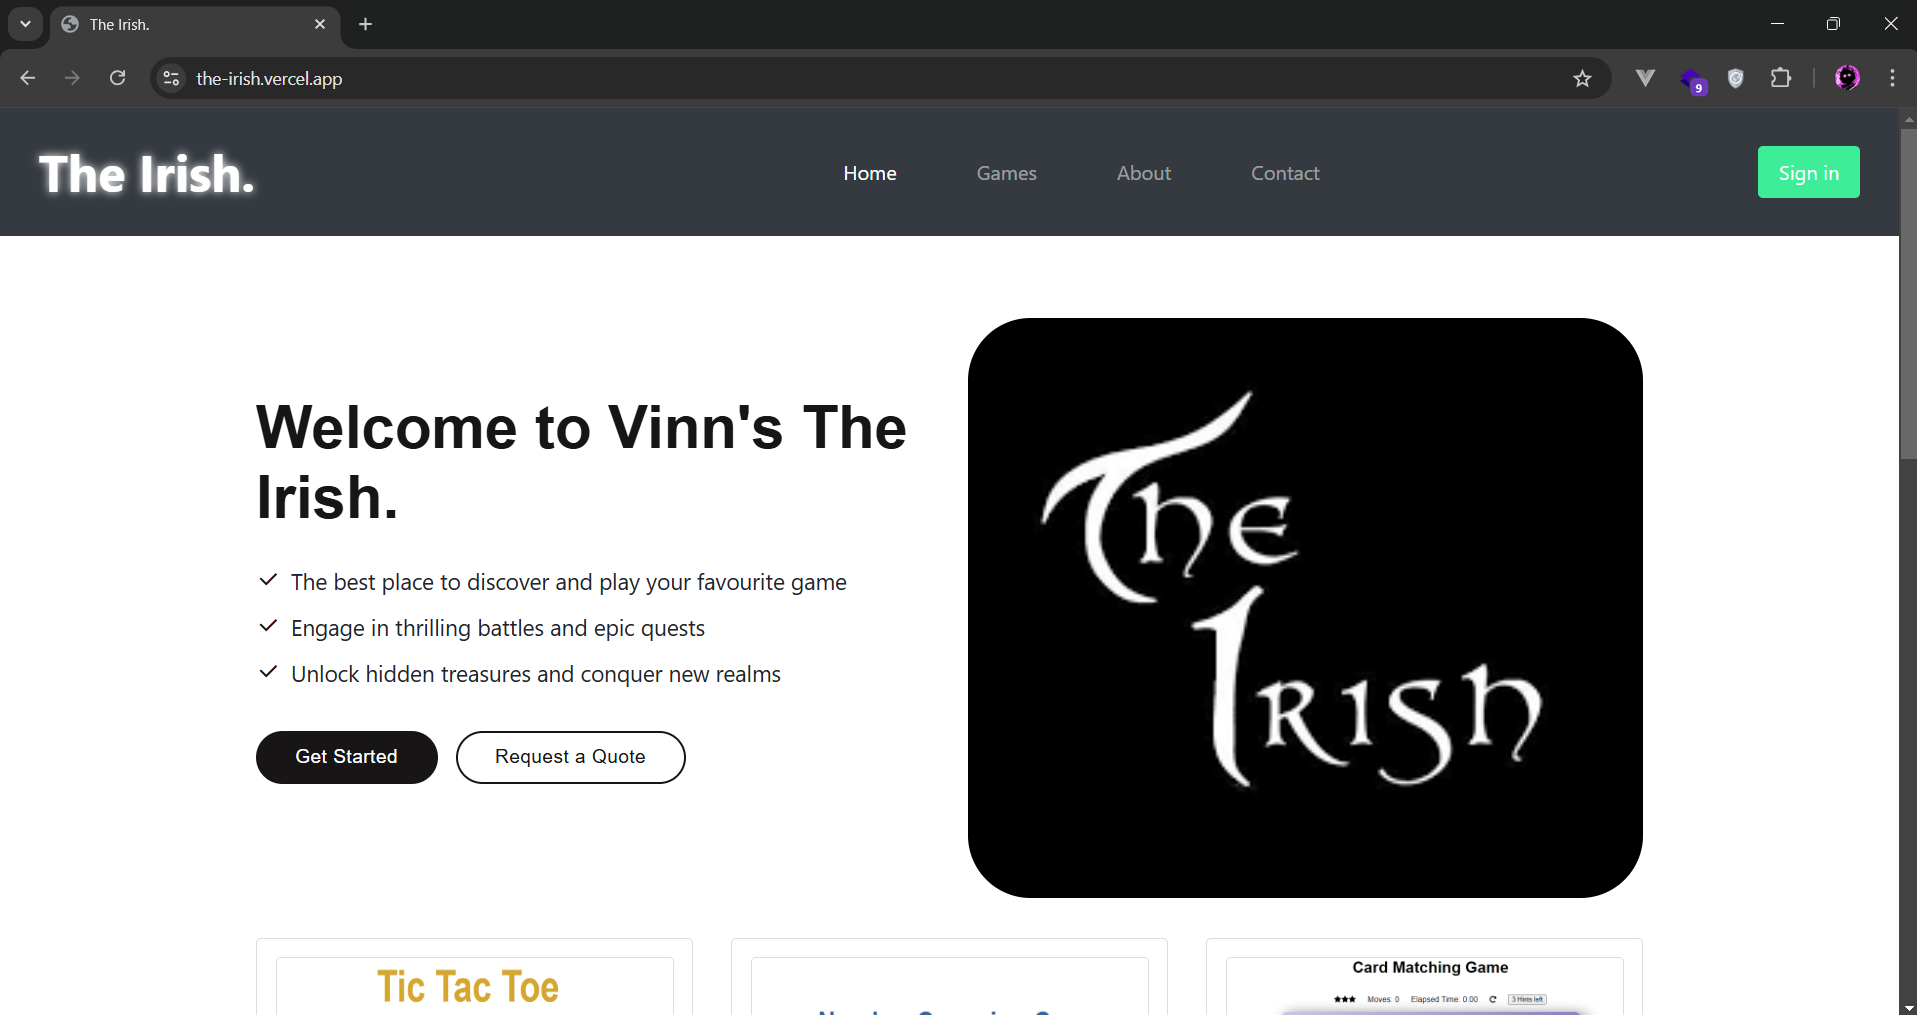 The Irish.
9
the-irish.vercel.app
The Irish.
Home
Games
About
Contact
Sign in
Welcome to Vinn's The
Irish.
The best place to discover and play your favourite game
Engage in thrilling battles and epic quests
Unlock hidden treasures and conquer new realms
Get Started
Request a Quote
The
Irish
Tic Tac Toe
Card Matching Game
Moves: 0 Elapsed Time: 0:00 3 Hints left